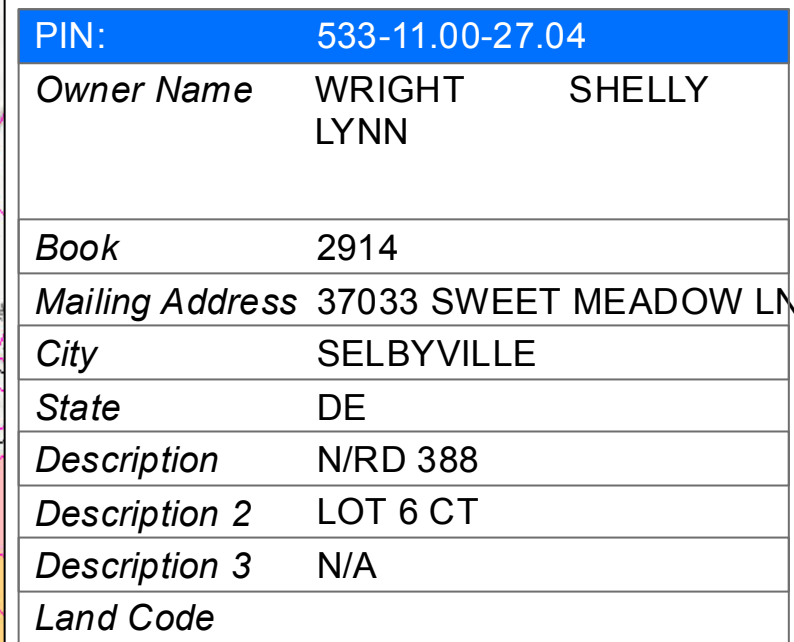 PIN: 533-11.00-27.04
Owner Name WRIGHT SHELLY
LYNN
Book 2914
Mailing Address 37033 SWEET MEADOW LN
City SELBYVILLE
State DE
Description N/RD 388
Description 2 LOT 6 CT
Description 3 N/A
Land Code